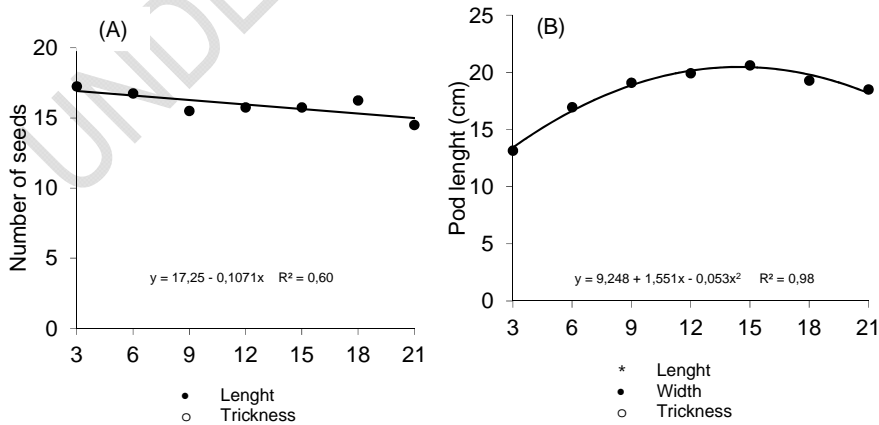 UNDE
(A)
20
15
10
5
0
Number of seeds
y = 17,25 - 0,1071x R² = 0,60
3 6 9 12 15 18 21
● Lenght
○ Trickness
(B)
25
20
15
10
5
0
Pod lenght (cm)
y = 9,248 + 1,551x - 0,053x² R² = 0,98
3 6 9 12 15 18 21
* Lenght
● Width
○ Trickness